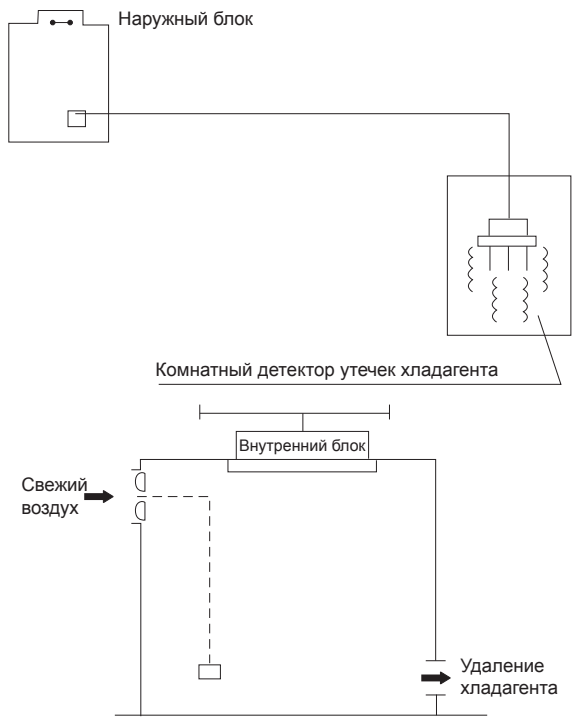 Наружный блок
Комнатный детектор утечек хладагента
Внутренний блок
Свежий
воздух
Удаление
хладагента